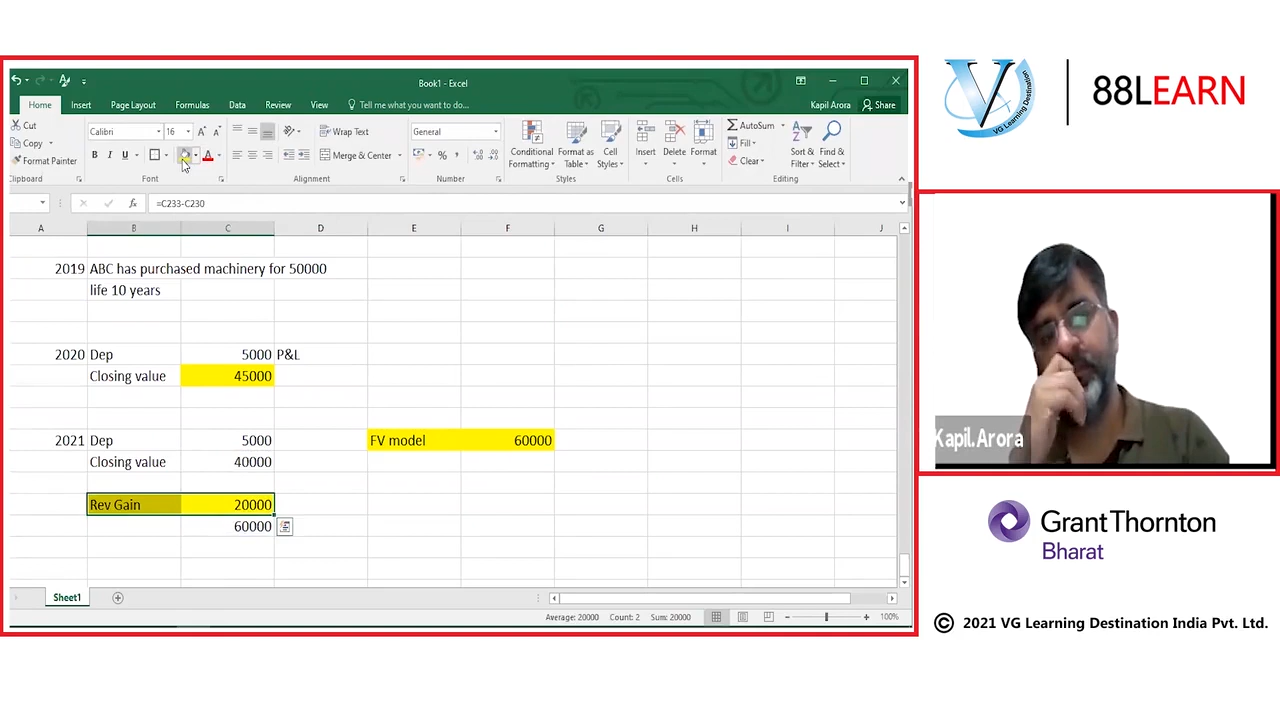 Book1 - Excel
Home Insert Page Layout Formulas Data Review View Tell me what you want to do... Kapil Arora Share
Cut
Copy
Format Painter
Clipboard
Calibri 16
B I U
Font
Wrap Text
Merge & Center
Alignment
General
Number
Conditional Formatting
Format as Table
Cell Styles
Styles
Insert Delete Format
Cells
AutoSum
Fill
Clear
Sort & Filter
Find & Select
Editing
=C233-C230
A B C D E F G H I J
2019 ABC has purchased machinery for 50000
life 10 years
2020 Dep 5000 P&L
Closing value 45000
2021 Dep 5000 FV model 60000
Closing value 40000
Rev Gain 20000
60000
Sheet1
Average: 20000 Count: 2 Sum: 20000 100%
VG Learning Destination
88LEARN
Kapil.Arora
Grant Thornton
Bharat
© 2021 VG Learning Destination India Pvt. Ltd.